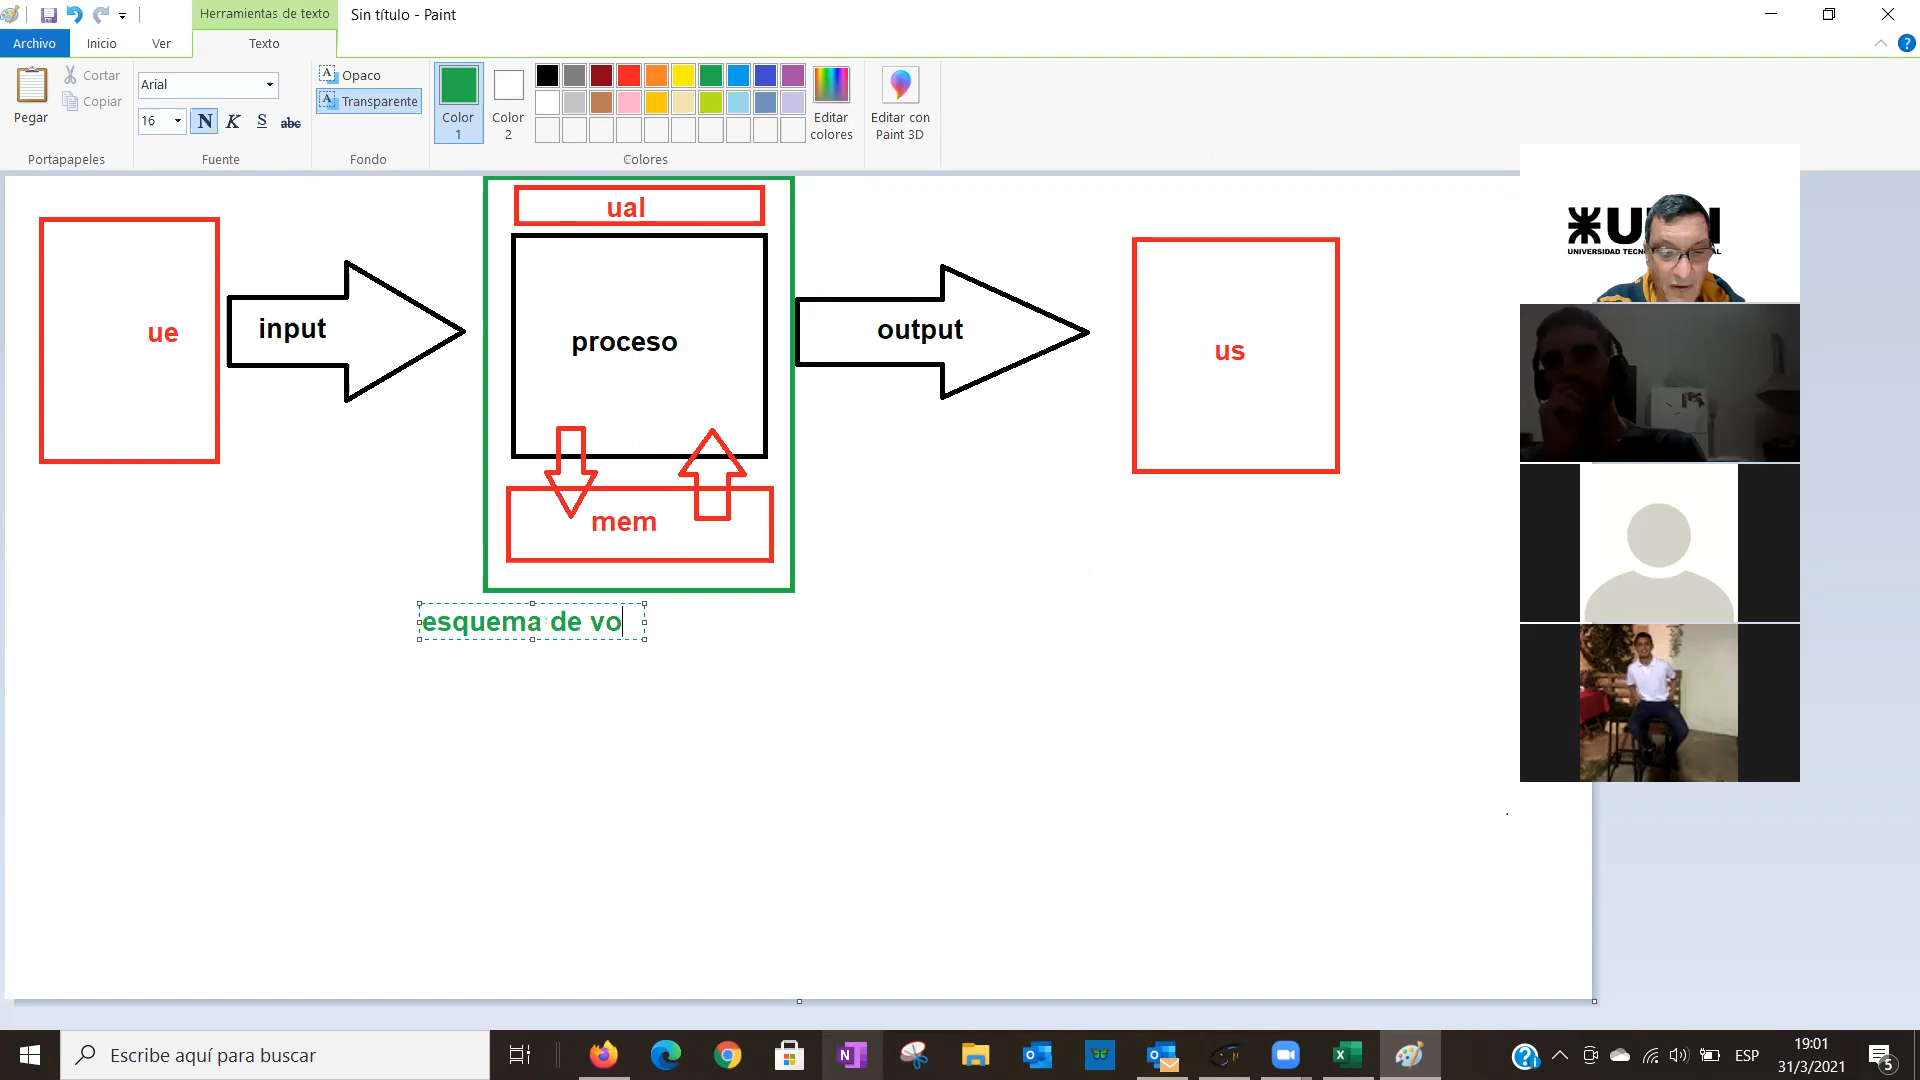 Herramientas de texto
Sin título - Paint
Archivo
Inicio
Ver
Texto
Pegar
Cortar
Copiar
Portapapeles
Arial
16
N
K
S
abc
Fuente
A
Opaco
A
Transparente
Fondo
Color
1
Color
2
Colores
Editar
colores
Editar con
Paint 3D
ue
input
ual
proceso
mem
output
us
esquema de vo
UNIVERSIDAD
Escribe aquí para buscar
ESP
19:01
31/3/2021
5